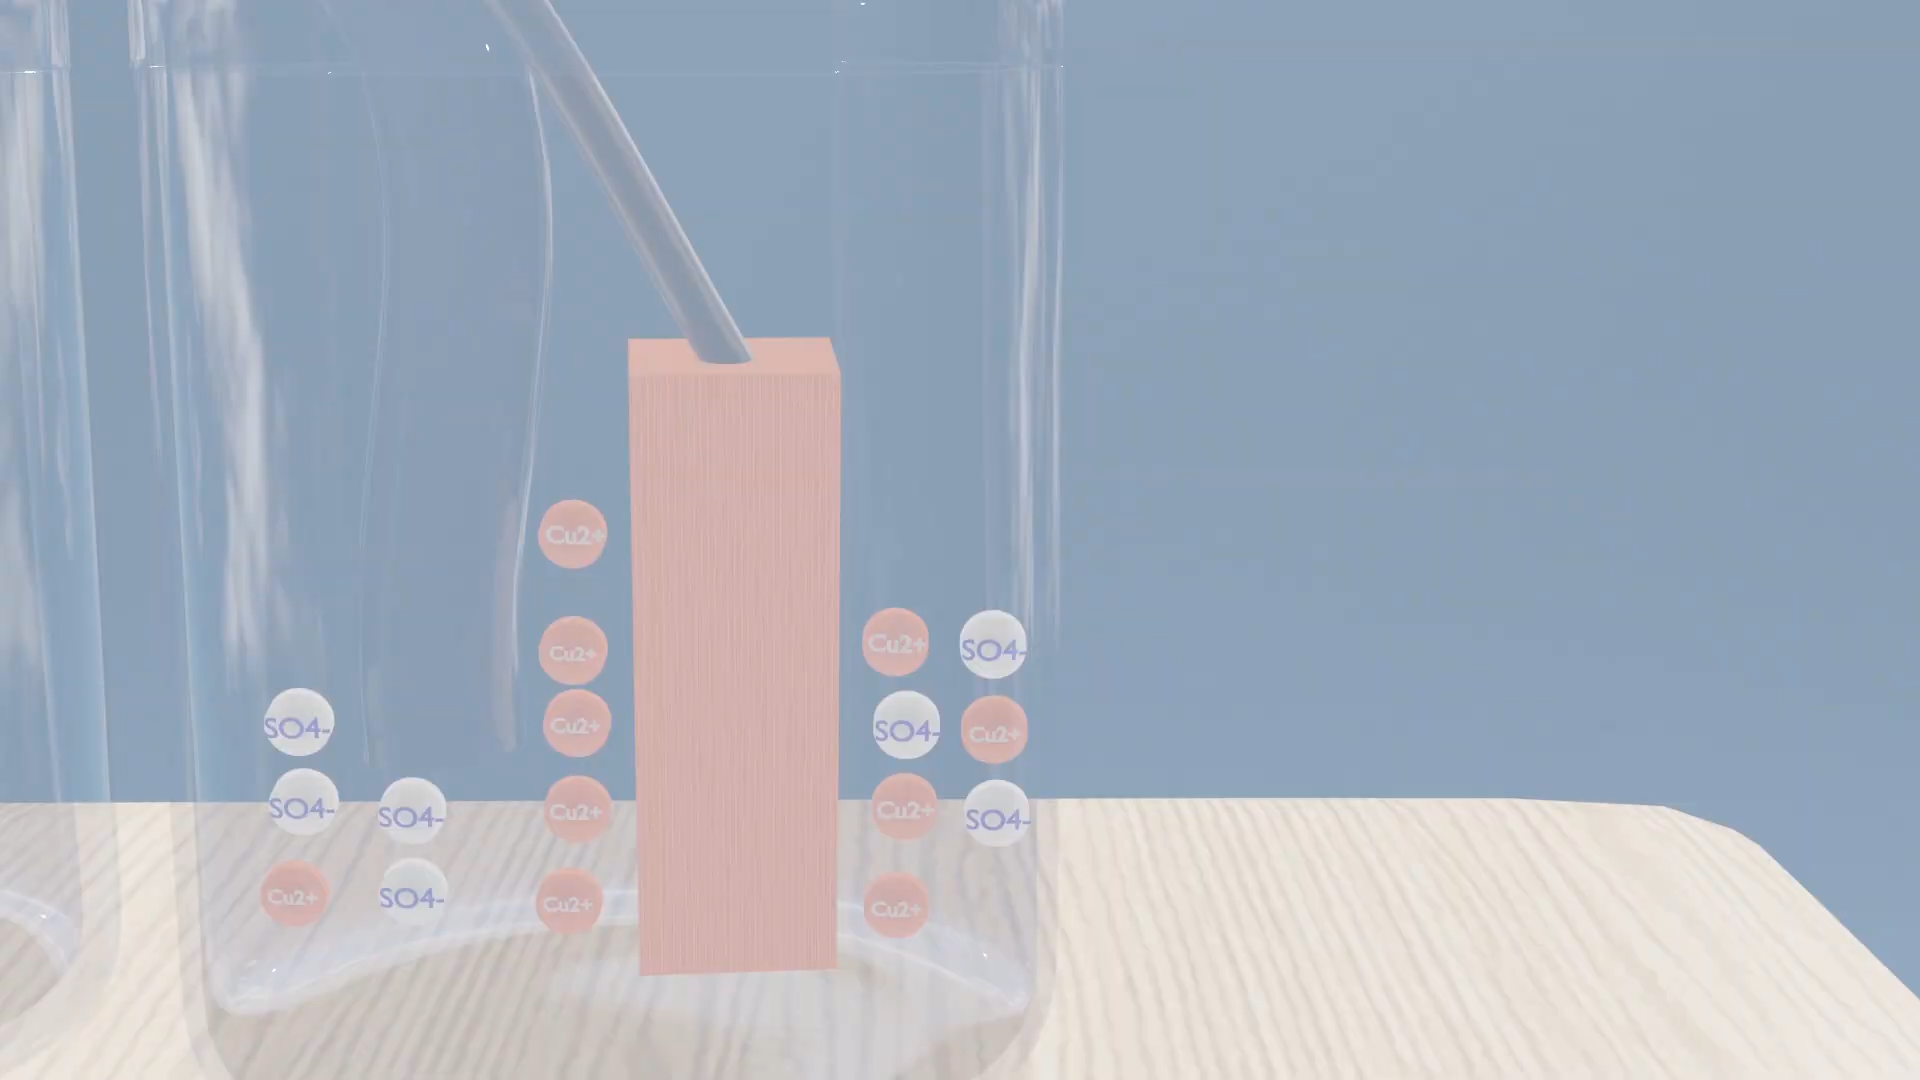 Cu2+
Cu2+ Cu2+ SO4-
SO4- Cu2+ SO4- Cu2+
SO4- SO4- Cu2+ Cu2+ SO4-
Cu2+ SO4- Cu2+ Cu2+